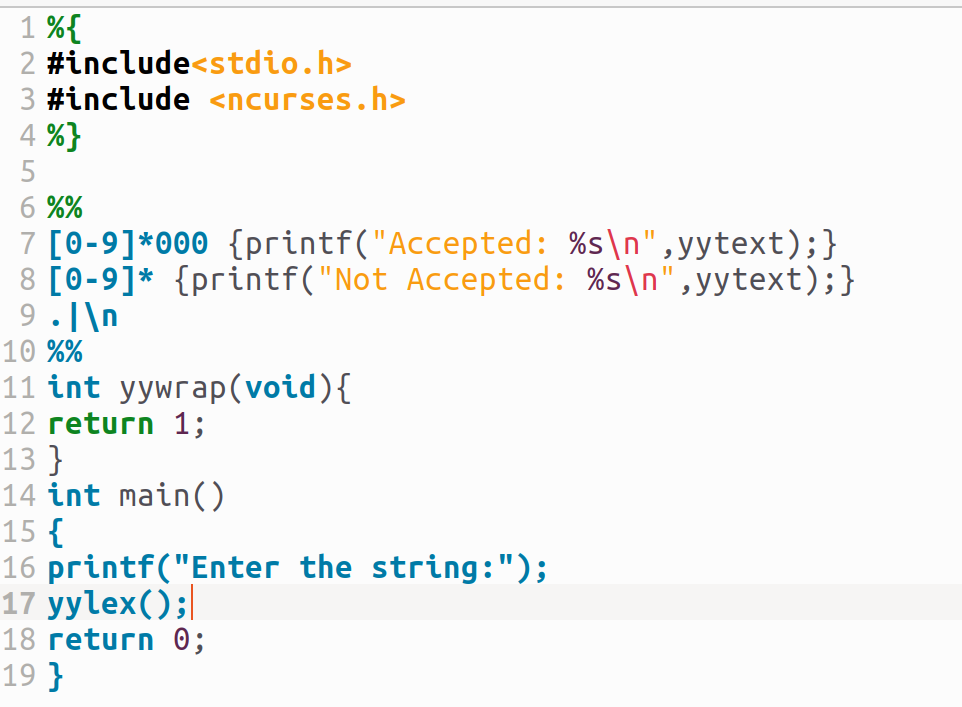 1 %{
2 #include<stdio.h>
3 #include <ncurses.h>
4 %}
5
6 %%
7 [0-9]*000 {printf("Accepted: %s\n",yytext);}
8 [0-9]* {printf("Not Accepted: %s\n",yytext);}
9 .|\n
10 %%
11 int yywrap(void){
12 return 1;
13 }
14 int main()
15 {
16 printf("Enter the string:");
17 yylex();
18 return 0;
19 }